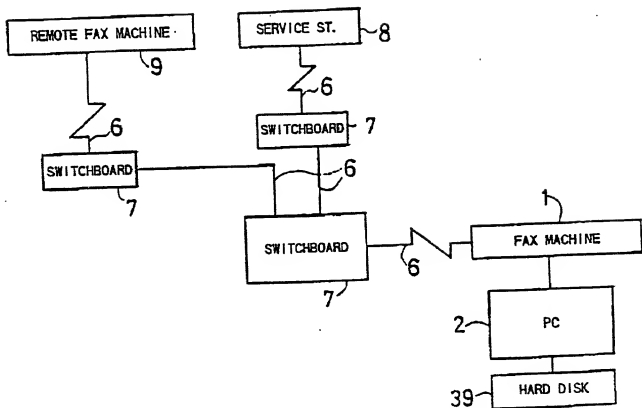 REMOTE FAX MACHINE
9
SERVICE ST.
8
6
6
SWITCHBOARD
7
SWITCHBOARD
7
6
1
FAX MACHINE
SWITCHBOARD
7
6
2
PC
39
HARD DISK